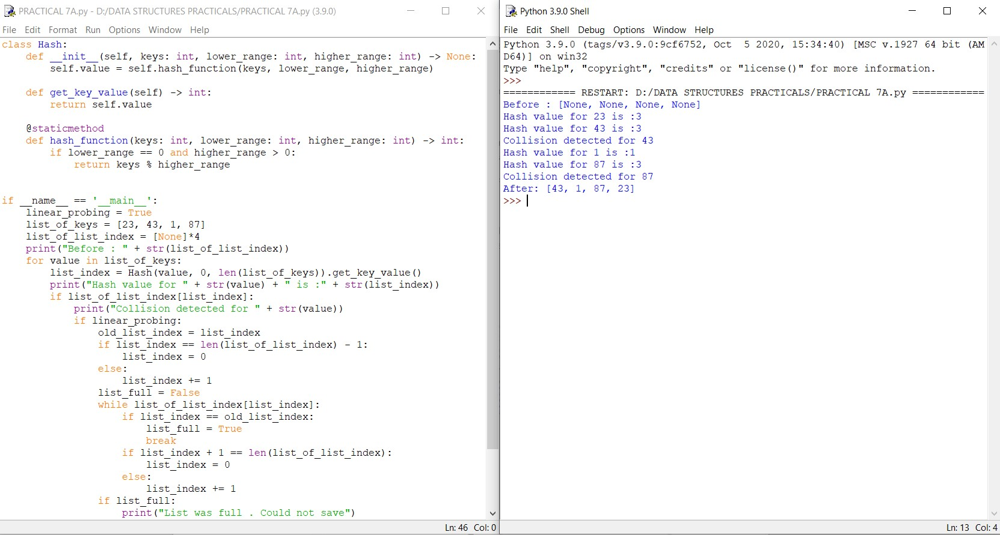 PRACTICAL 7A.py - D:/DATA STRUCTURES PRACTICALS/PRACTICAL 7A.py (3.9.0)
File Edit Format Run Options Window Help
class Hash:
    def __init__(self, keys: int, lower_range: int, higher_range: int) -> None:
        self.value = self.hash_function(keys, lower_range, higher_range)

    def get_key_value(self) -> int:
        return self.value

    @staticmethod
    def hash_function(keys: int, lower_range: int, higher_range: int) -> int:
        if lower_range == 0 and higher_range > 0:
            return keys % higher_range


if __name__ == '__main__':
    linear_probing = True
    list_of_keys = [23, 43, 1, 87]
    list_of_list_index = [None]*4
    print("Before : " + str(list_of_list_index))
    for value in list_of_keys:
        list_index = Hash(value, 0, len(list_of_keys)).get_key_value()
        print("Hash value for " + str(value) + " is :" + str(list_index))
        if list_of_list_index[list_index]:
            print("Collision detected for " + str(value))
            if linear_probing:
                old_list_index = list_index
                if list_index == len(list_of_list_index) - 1:
                    list_index = 0
                else:
                    list_index += 1
                list_full = False
                while list_of_list_index[list_index]:
                    if list_index == old_list_index:
                        list_full = True
                        break
                    if list_index + 1 == len(list_of_list_index):
                        list_index = 0
                    else:
                        list_index += 1
                if list_full:
                    print("List was full . Could not save")
Ln: 46 Col: 0
Python 3.9.0 Shell
File Edit Shell Debug Options Window Help
Python 3.9.0 (tags/v3.9.0:9cf6752, Oct  5 2020, 15:34:40) [MSC v.1927 64 bit (AM
D64)] on win32
Type "help", "copyright", "credits" or "license()" for more information.
>>>
============ RESTART: D:/DATA STRUCTURES PRACTICALS/PRACTICAL 7A.py ============
Before : [None, None, None, None]
Hash value for 23 is :3
Hash value for 43 is :3
Collision detected for 43
Hash value for 1 is :1
Hash value for 87 is :3
Collision detected for 87
After: [43, 1, 87, 23]
>>>
Ln: 13 Col: 4